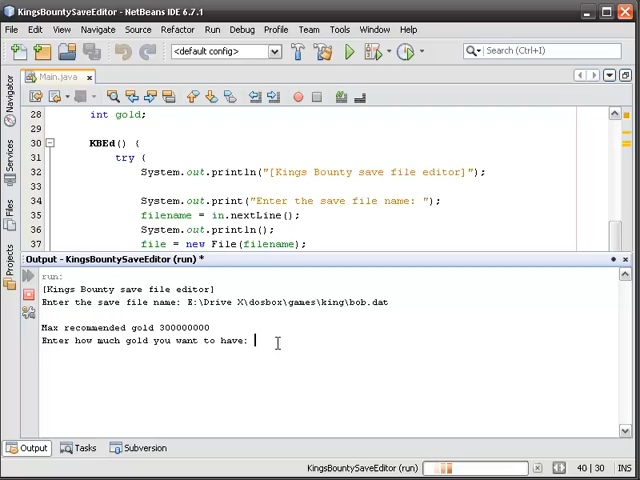 KingsBountySaveEditor - NetBeans IDE 6.7.1
File Edit View Navigate Source Refactor Run Debug Profile Team Tools Window Help
<default config> Search (Ctrl+I)
Main.java
28 int gold;
29
30 KBEd() {
31 try {
32 System.out.println("[Kings Bounty save file editor]");
33
34 System.out.print("Enter the save file name: ");
35 filename = in.nextLine();
36 System.out.println();
37 file = new File(filename);
Navigator
Services
Files
Projects
Output - KingsBountySaveEditor (run) *
run:
[Kings Bounty save file editor]
Enter the save file name: E:\Drive X\dosbox\games\king\bob.dat
Max recommended gold 300000000
Enter how much gold you want to have:
Output Tasks Subversion
KingsBountySaveEditor (run) 40 | 30 INS